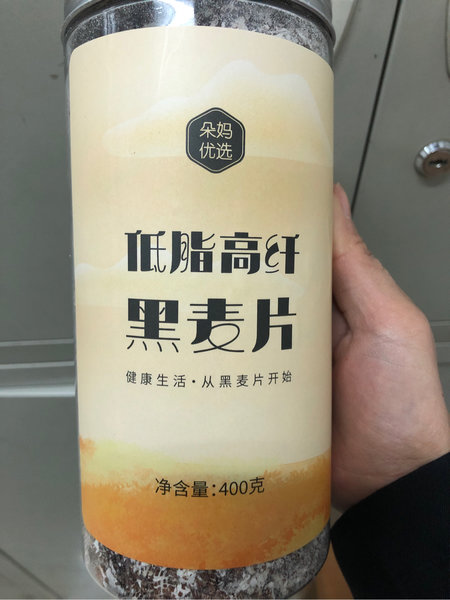 朵妈
优选
低脂高纤
黑麦片
健康生活·从黑麦片开始
净含量：400克